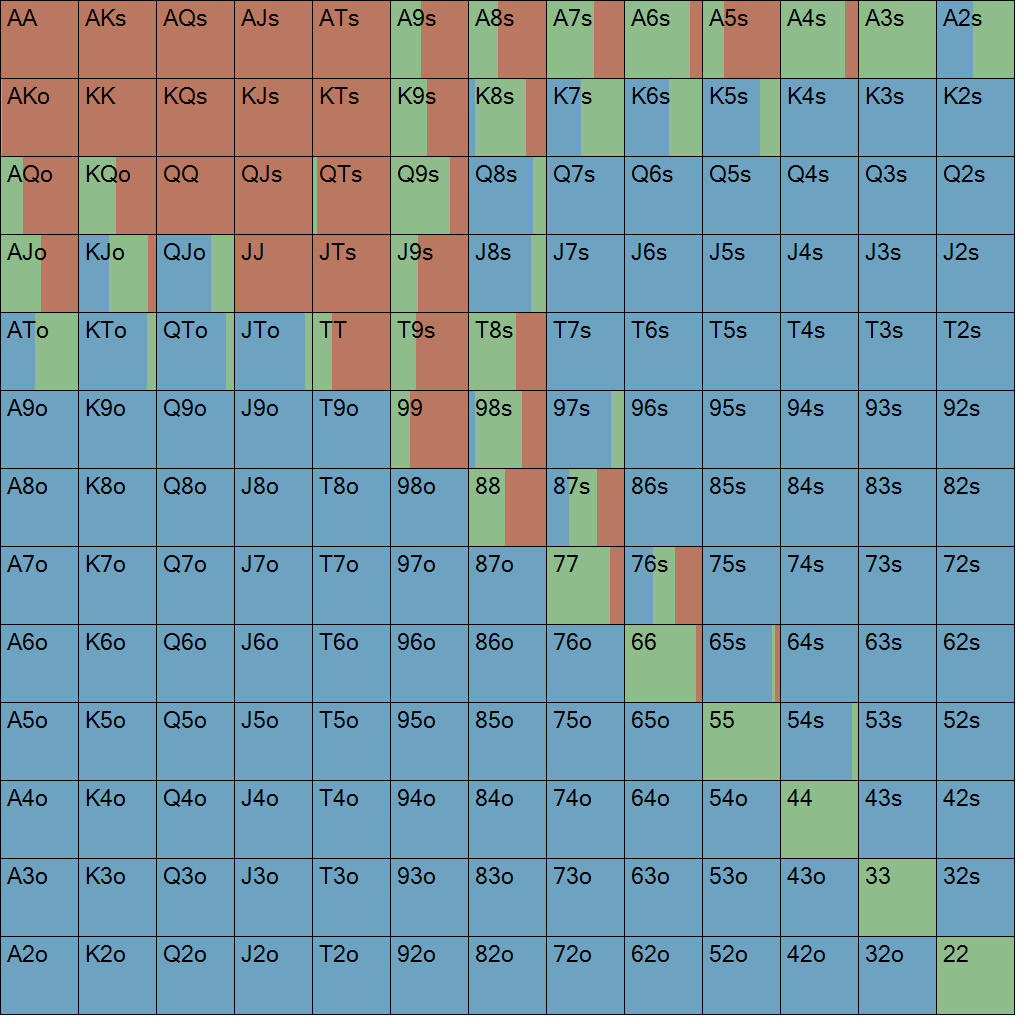 AA AKs AQs AJs ATs A9s A8s A7s A6s A5s A4s A3s A2s
AKo KK KQs KJs KTs K9s K8s K7s K6s K5s K4s K3s K2s
AQo KQo QQ QJs QTs Q9s Q8s Q7s Q6s Q5s Q4s Q3s Q2s
AJo KJo QJo JJ JTs J9s J8s J7s J6s J5s J4s J3s J2s
ATo KTo QTo JTo TT T9s T8s T7s T6s T5s T4s T3s T2s
A9o K9o Q9o J9o T9o 99 98s 97s 96s 95s 94s 93s 92s
A8o K8o Q8o J8o T8o 98o 88 87s 86s 85s 84s 83s 82s
A7o K7o Q7o J7o T7o 97o 87o 77 76s 75s 74s 73s 72s
A6o K6o Q6o J6o T6o 96o 86o 76o 66 65s 64s 63s 62s
A5o K5o Q5o J5o T5o 95o 85o 75o 65o 55 54s 53s 52s
A4o K4o Q4o J4o T4o 94o 84o 74o 64o 54o 44 43s 42s
A3o K3o Q3o J3o T3o 93o 83o 73o 63o 53o 43o 33 32s
A2o K2o Q2o J2o T2o 92o 82o 72o 62o 52o 42o 32o 22